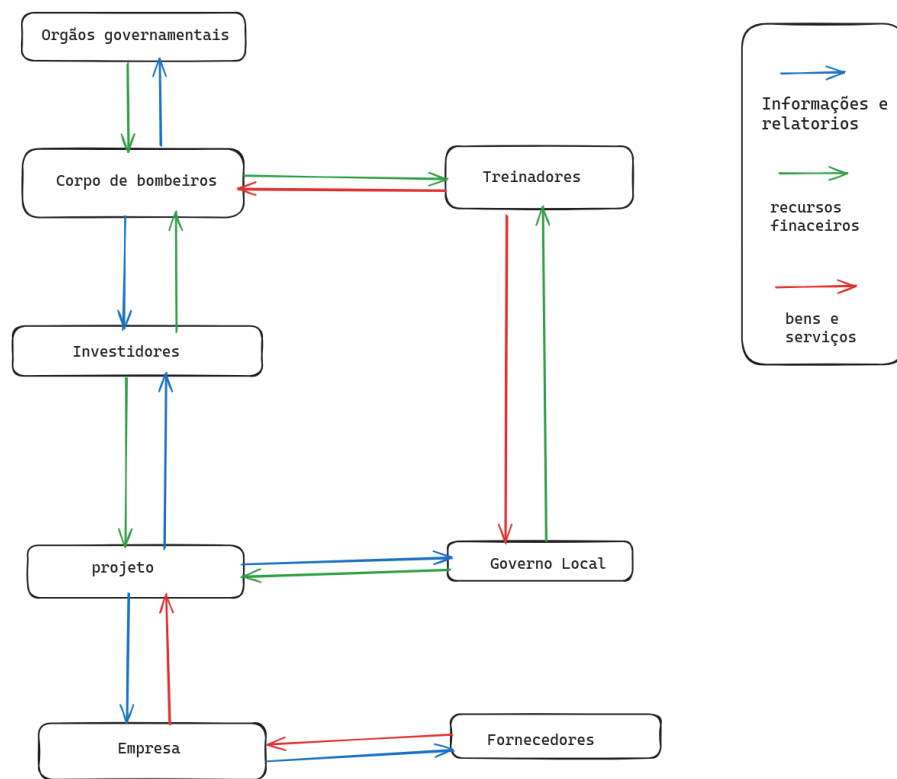 Orgãos governamentais
Corpo de bombeiros
Treinadores
Investidores
projeto
Governo Local
Empresa
Fornecedores
Informações e
relatorios
recursos
finaceiros
bens e
serviços